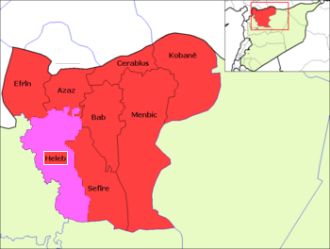 Kobanê
Cerablus
Efrîn
Azaz
Bab
Menbic
Heleb
Sefîre